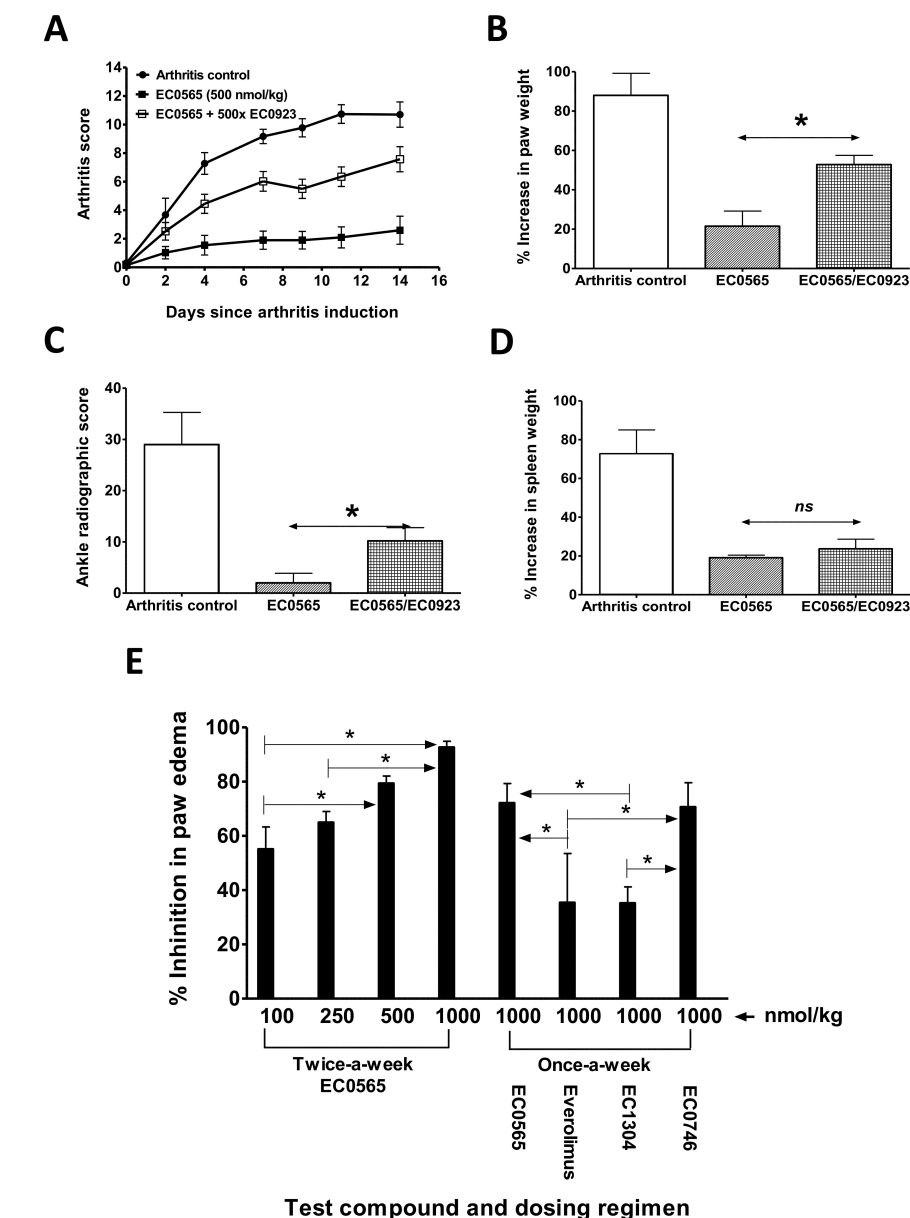 A
14
12
10
8
6
4
2
0
Arthritis score
Arthritis control
EC0565 (500 nmol/kg)
EC0565 + 500x EC0923
0 2 4 6 8 10 12 14 16
Days since arthritis induction
B
100
80
60
40
20
0
% Increase in paw weight
*
Arthritis control EC0565 EC0565/EC0923
C
40
30
20
10
0
Ankle radiographic score
*
Arthritis control EC0565 EC0565/EC0923
D
100
80
60
40
20
0
% Increase in spleen weight
ns
Arthritis control EC0565 EC0565/EC0923
E
100
80
60
40
20
0
% Inhinition in paw edema
*
*
*
*
*
*
*
100 250 500 1000 1000 1000 1000 1000 nmol/kg
Twice-a-week
EC0565
Once-a-week
EC0565
Everolimus
EC1304
EC0746
Test compound and dosing regimen